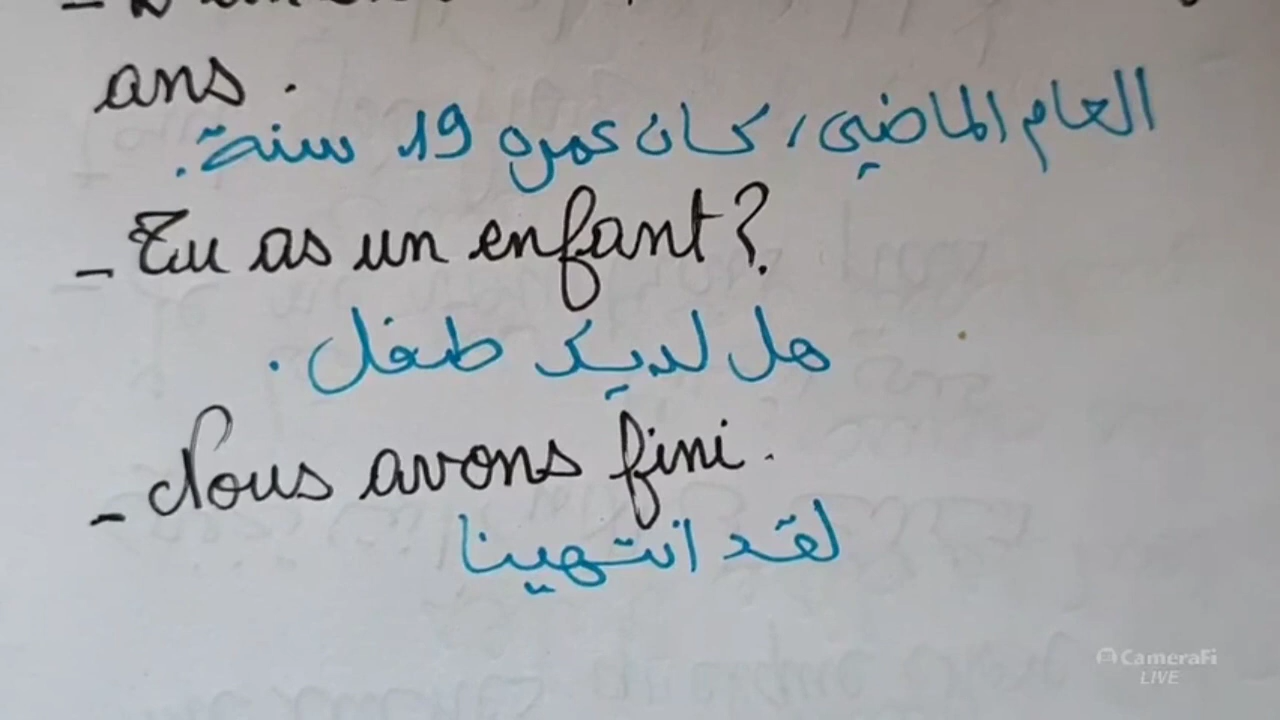 ans.
العام الماضي، كان عمره 19 سنة.
- Tu as un enfant?
هل لديك طفل.
- Nous avons fini.
لقد انتهينا
CameraFi
LIVE